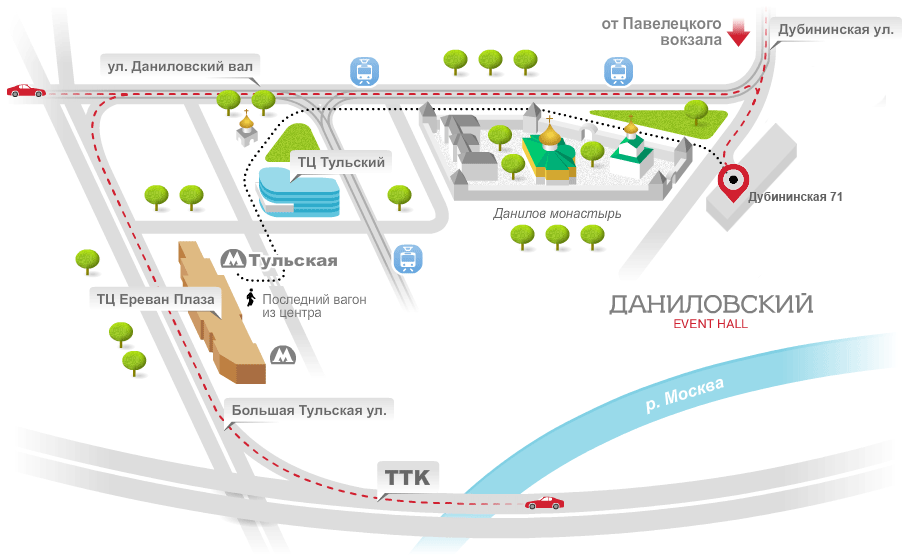 от Павелецкого
вокзала
Дубининская ул.
ул. Даниловский вал
ТЦ Тульский
Дубининская 71
Данилов монастырь
Тульская
ТЦ Ереван Плаза
Последний вагон
из центра
ДАНИЛОВСКИЙ
EVENT HALL
р. Москва
Большая Тульская ул.
ТТК